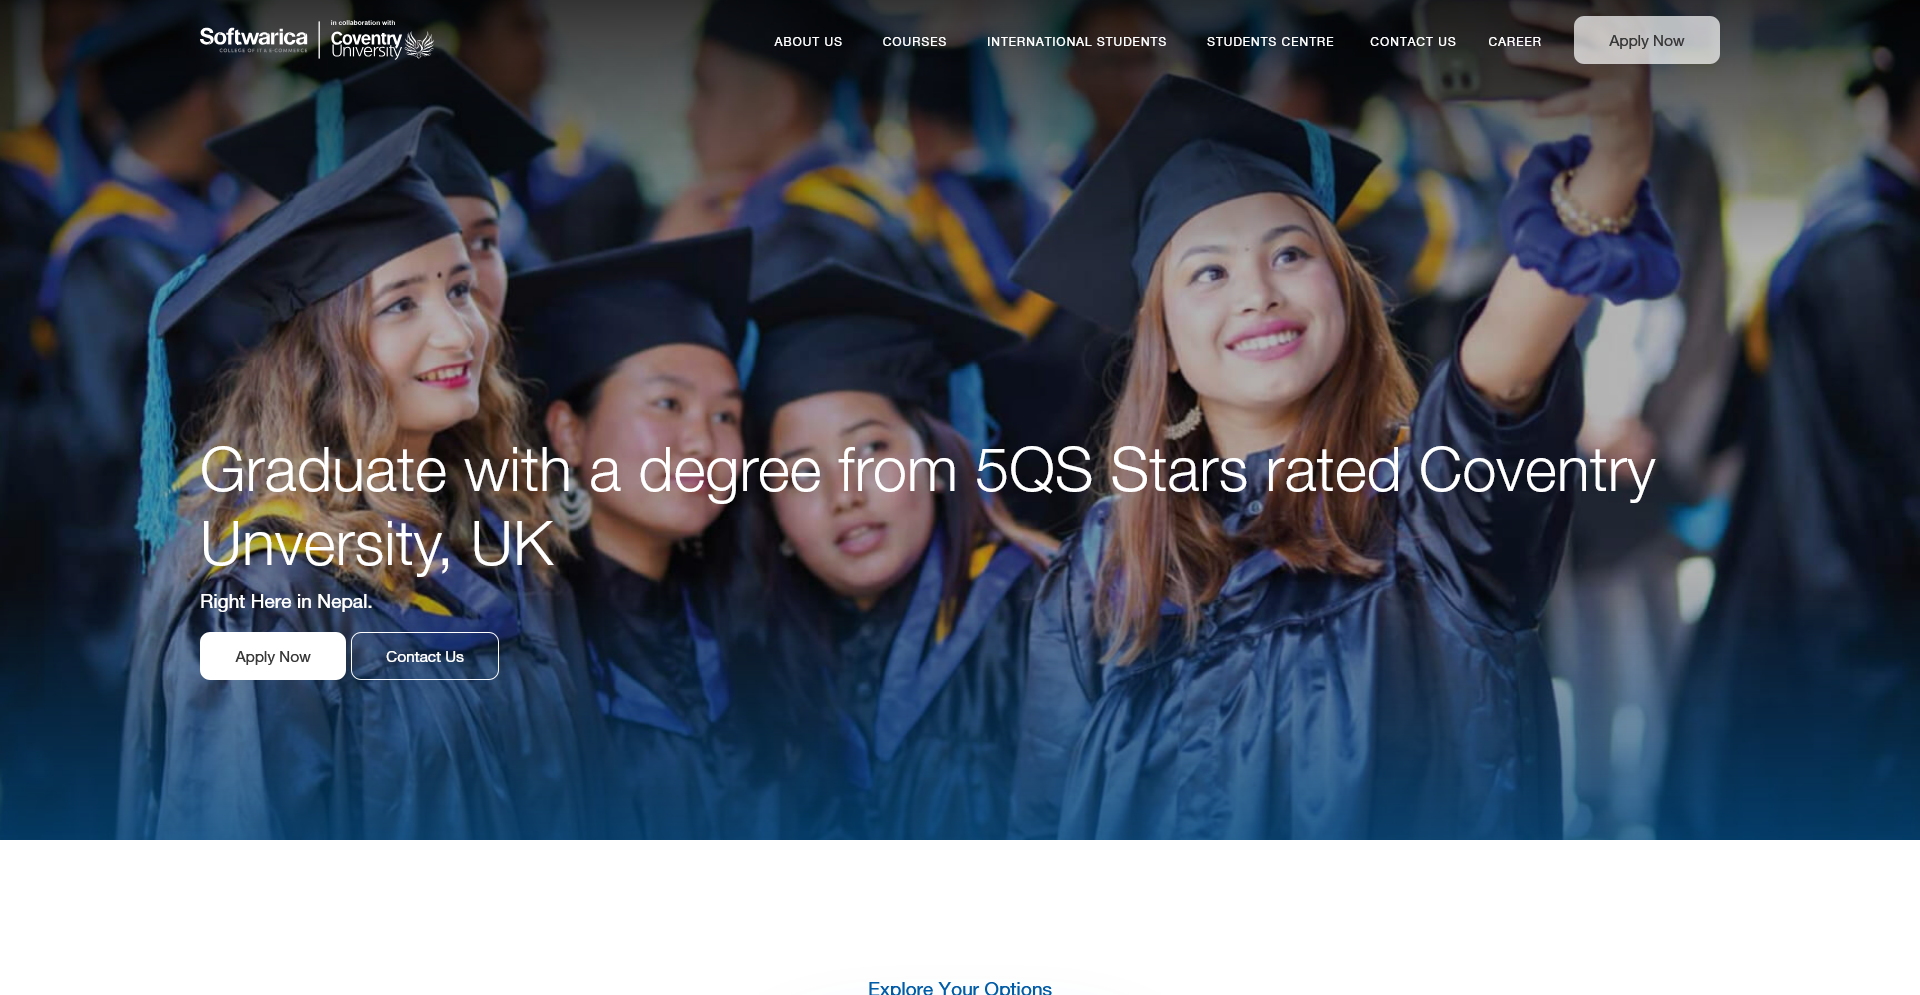 Softwarica
COLLEGE OF IT & E-COMMERCE
in collaboration with
Coventry
University
ABOUT US
COURSES
INTERNATIONAL STUDENTS
STUDENTS CENTRE
CONTACT US
CAREER
Apply Now
Graduate with a degree from 5QS Stars rated Coventry
Unversity, UK
Right Here in Nepal.
Apply Now
Contact Us
Explore Your Options